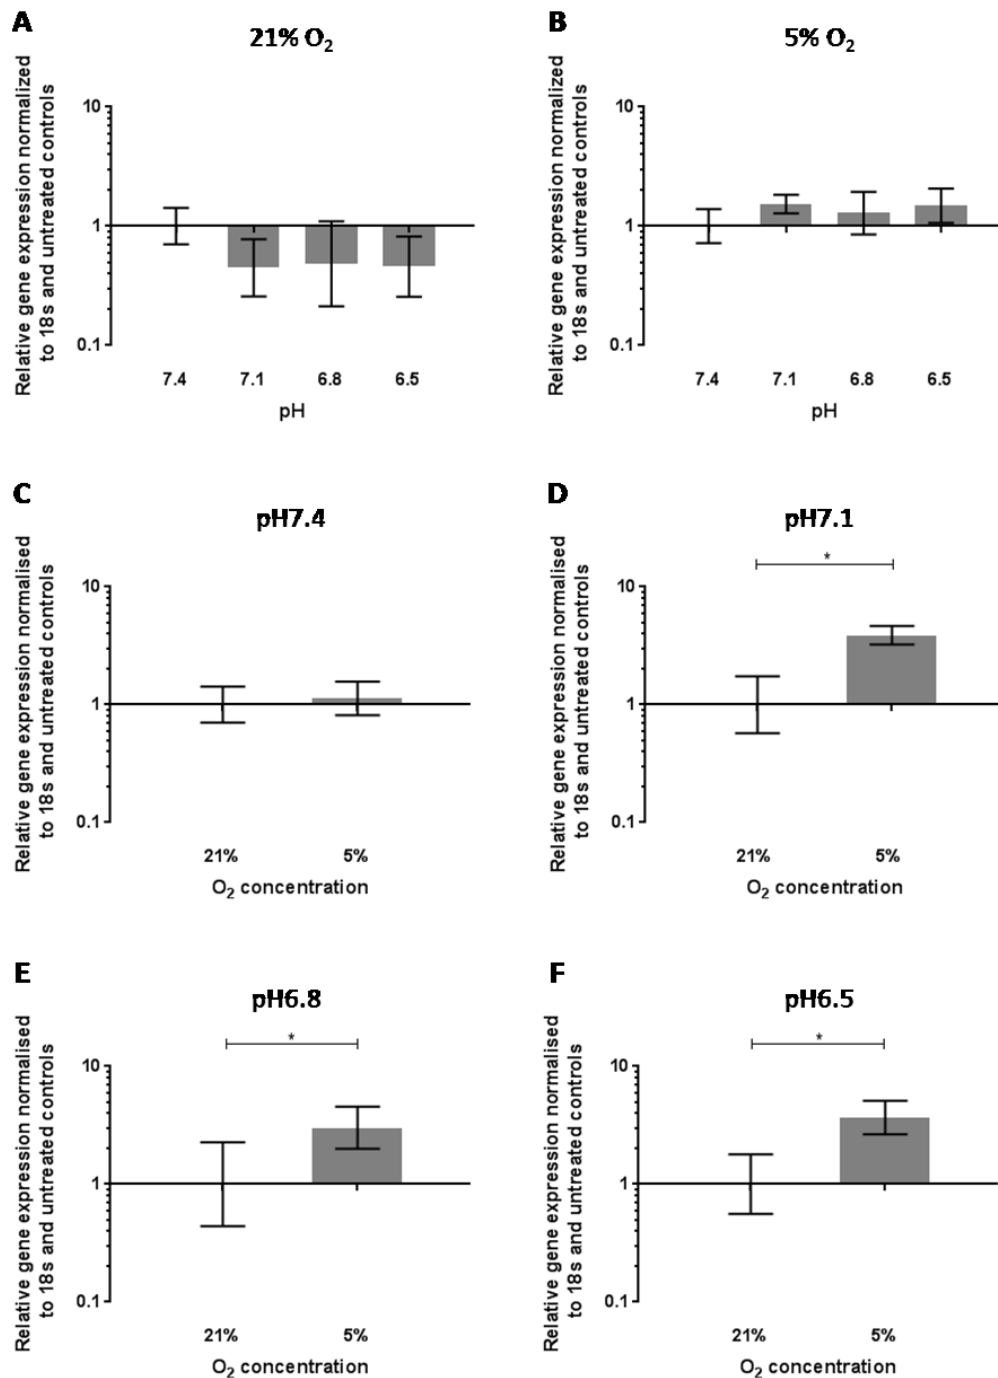 A
21% O2
Relative gene expression normalized
to 18s and untreated controls
10
1
0.1
7.4 7.1 6.8 6.5
pH
B
5% O2
Relative gene expression normalized
to 18s and untreated controls
10
1
0.1
7.4 7.1 6.8 6.5
pH
C
pH7.4
Relative gene expression normalised
to 18s and untreated controls
10
1
0.1
21% 5%
O2 concentration
D
pH7.1
*
Relative gene expression normalised
to 18s and untreated controls
10
1
0.1
21% 5%
O2 concentration
E
pH6.8
*
Relative gene expression normalised
to 18s and untreated controls
10
1
0.1
21% 5%
O2 concentration
F
pH6.5
*
Relative gene expression normalised
to 18s and untreated controls
10
1
0.1
21% 5%
O2 concentration